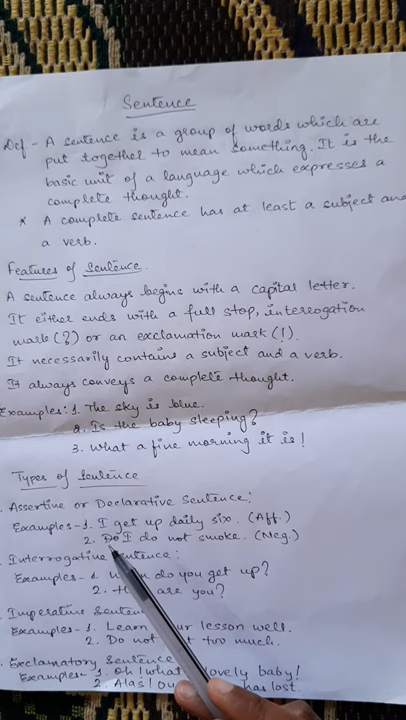 Sentence
Def - A sentence is a group of words which are
put together to mean something. It is the
basic unit of a language which expresses a
complete thought.
* A complete sentence has at least a subject and
a verb.
Features of Sentence.
A sentence always begins with a capital letter.
It either ends with a full stop, interrogation
mark (?) or an exclamation mark (!).
It necessarily contains a subject and a verb.
It always conveys a complete thought.
Examples: 1. The sky is blue.
2. Is the baby sleeping?
3. What a fine morning it is!
Types of Sentence
. Assertive or Declarative Sentence:
Examples - 1. I get up daily six. (Aff.)
2. Do I do not smoke. (Neg.)
. Interrogative Sentence:
Examples - 1. do you get up?
2. are you?
. Imperative Sentence
Examples - 1. Learn your lesson well.
2. Do not too much.
. Exclamatory Sentence
Examples 1. Oh! what lovely baby!
2. Alas! has lost.